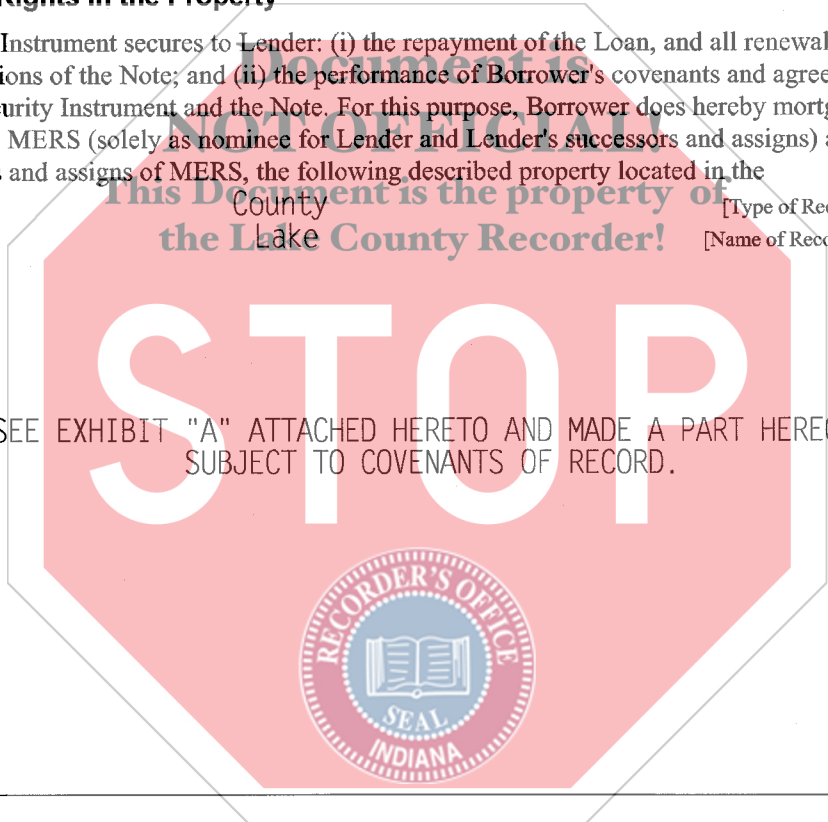 Rights in the Property
Instrument secures to Lender: (i) the repayment of the Loan, and all renewal
ions of the Note; and (ii) the performance of Borrower's covenants and agree
urity Instrument and the Note. For this purpose, Borrower does hereby mortg
MERS (solely as nominee for Lender and Lender's successors and assigns) a
s and assigns of MERS, the following described property located in the
County [Type of Rec
Lake [Name of Reco
Document is
NOT OFFICIAL!
This Document is the property of
the Lake County Recorder!
STOP
SEE EXHIBIT "A" ATTACHED HERETO AND MADE A PART HEREO
SUBJECT TO COVENANTS OF RECORD.
RECORDER'S OFFICE
SEAL
INDIANA